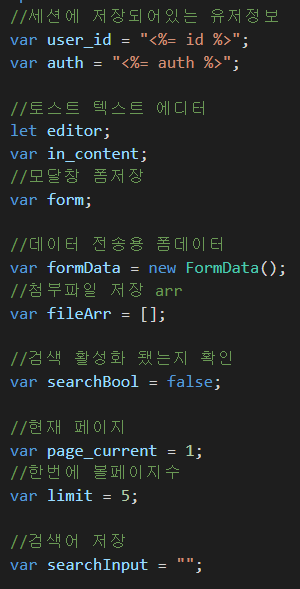 //세션에 저장되어있는 유저정보
var user_id = "<%= id %>";
var auth = "<%= auth %>";
//토스트 텍스트 에디터
let editor;
var in_content;
//모달창 폼저장
var form;
//데이터 전송용 폼데이터
var formData = new FormData();
//첨부파일 저장 arr
var fileArr = [];
//검색 활성화 됐는지 확인
var searchBool = false;
//현재 페이지
var page_current = 1;
//한번에 볼페이지수
var limit = 5;
//검색어 저장
var searchInput = "";